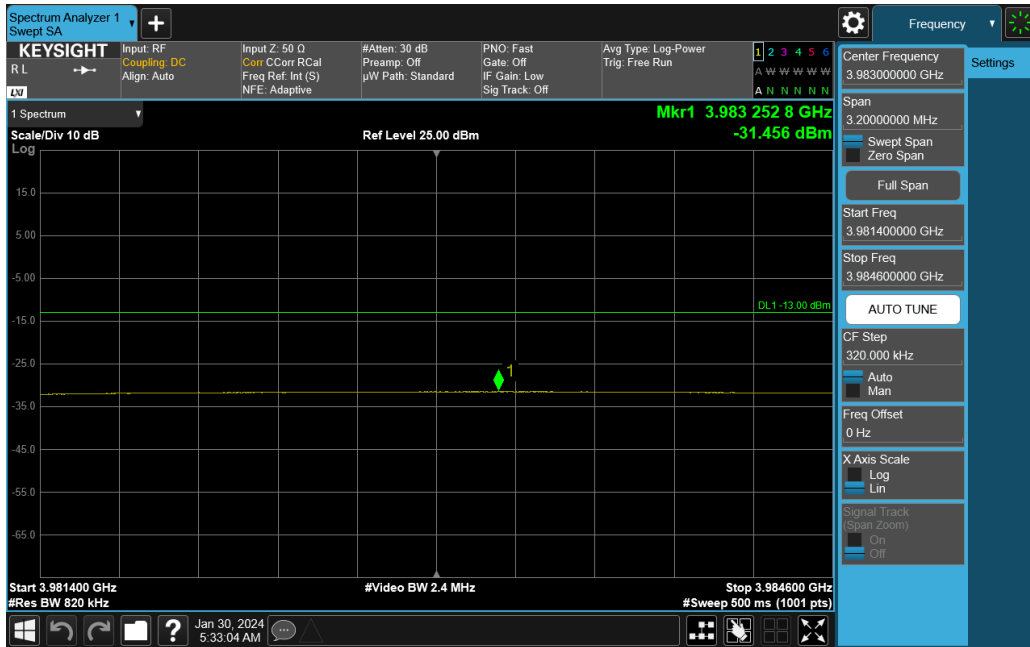 Spectrum Analyzer 1
Swept SA
Frequency
KEYSIGHT
R L
LXI
Input: RF
Coupling: DC
Align: Auto
Input Z: 50 Ω
Corr CCorr RCal
Freq Ref: Int (S)
NFE: Adaptive
#Atten: 30 dB
Preamp: Off
µW Path: Standard
PNO: Fast
Gate: Off
IF Gain: Low
Sig Track: Off
Avg Type: Log-Power
Trig: Free Run
1 2 3 4 5 6
A W W W W W
A N N N N N
Center Frequency
3.983000000 GHz
Settings
Span
3.20000000 MHz
Swept Span
Zero Span
Full Span
Start Freq
3.981400000 GHz
Stop Freq
3.984600000 GHz
AUTO TUNE
CF Step
320.000 kHz
Auto
Man
Freq Offset
0 Hz
X Axis Scale
Log
Lin
Signal Track
(Span Zoom)
On
Off
1 Spectrum
Mkr1 3.983 252 8 GHz
Scale/Div 10 dB
Ref Level 25.00 dBm
-31.456 dBm
Log
15.0
5.00
-5.00
DL1 -13.00 dBm
-15.0
-25.0
1
-35.0
-45.0
-55.0
-65.0
Start 3.981400 GHz
#Video BW 2.4 MHz
Stop 3.984600 GHz
#Res BW 820 kHz
#Sweep 500 ms (1001 pts)
?
Jan 30, 2024
5:33:04 AM